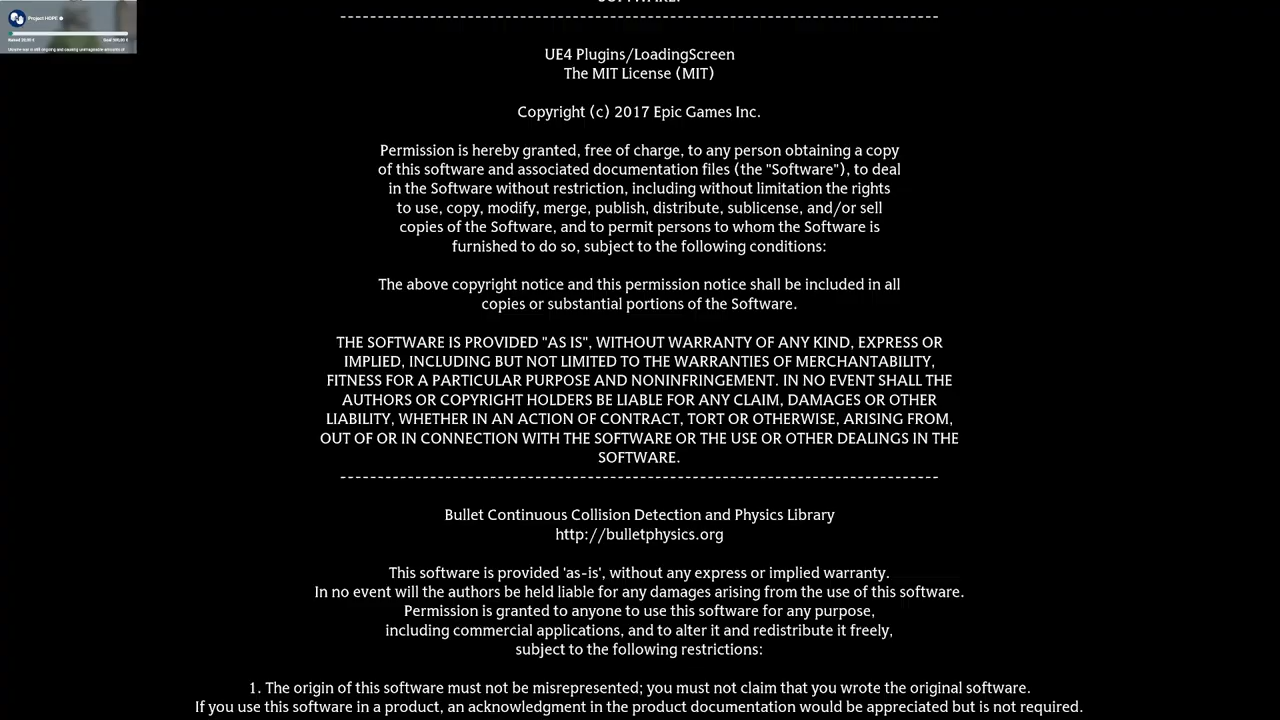 Project HOPE
SOFTWARE.
UE4 Plugins/LoadingScreen
The MIT License (MIT)
Copyright (c) 2017 Epic Games Inc.
Permission is hereby granted, free of charge, to any person obtaining a copy
of this software and associated documentation files (the "Software"), to deal
in the Software without restriction, including without limitation the rights
to use, copy, modify, merge, publish, distribute, sublicense, and/or sell
copies of the Software, and to permit persons to whom the Software is
furnished to do so, subject to the following conditions:
The above copyright notice and this permission notice shall be included in all
copies or substantial portions of the Software.
THE SOFTWARE IS PROVIDED "AS IS", WITHOUT WARRANTY OF ANY KIND, EXPRESS OR
IMPLIED, INCLUDING BUT NOT LIMITED TO THE WARRANTIES OF MERCHANTABILITY,
FITNESS FOR A PARTICULAR PURPOSE AND NONINFRINGEMENT. IN NO EVENT SHALL THE
AUTHORS OR COPYRIGHT HOLDERS BE LIABLE FOR ANY CLAIM, DAMAGES OR OTHER
LIABILITY, WHETHER IN AN ACTION OF CONTRACT, TORT OR OTHERWISE, ARISING FROM,
OUT OF OR IN CONNECTION WITH THE SOFTWARE OR THE USE OR OTHER DEALINGS IN THE
SOFTWARE.
Bullet Continuous Collision Detection and Physics Library
http://bulletphysics.org
This software is provided 'as-is', without any express or implied warranty.
In no event will the authors be held liable for any damages arising from the use of this software.
Permission is granted to anyone to use this software for any purpose,
including commercial applications, and to alter it and redistribute it freely,
subject to the following restrictions:
1. The origin of this software must not be misrepresented; you must not claim that you wrote the original software.
If you use this software in a product, an acknowledgment in the product documentation would be appreciated but is not required.